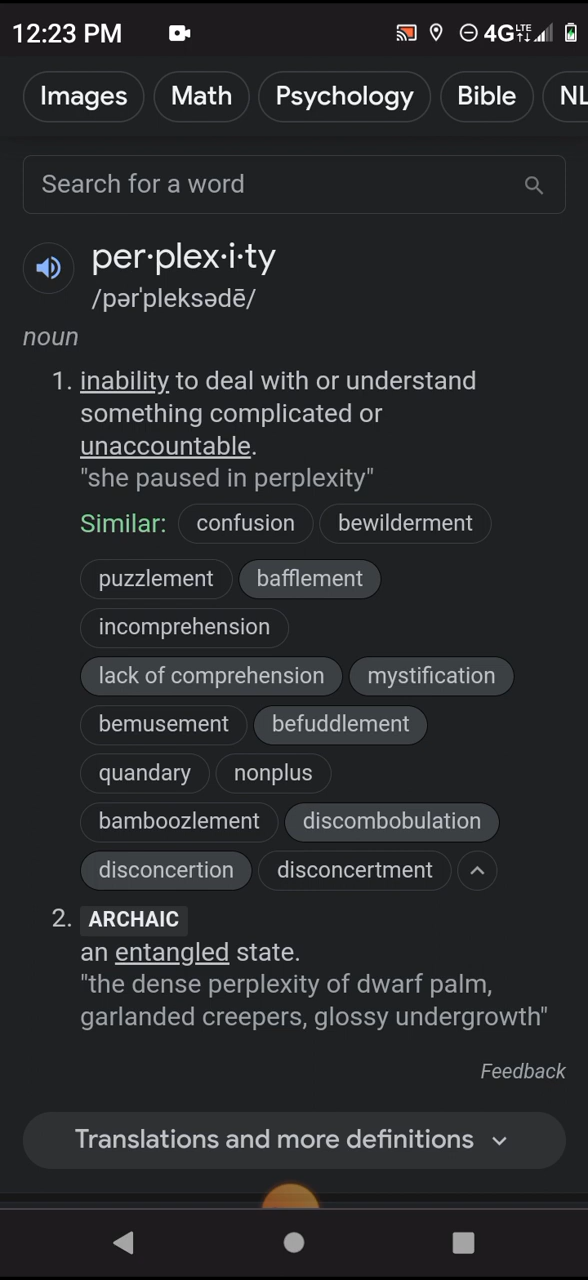 12:23 PM 4G LTE
Images Math Psychology Bible NL
Search for a word
per·plex·i·ty
/pərˈpleksədē/
noun
1. inability to deal with or understand
something complicated or
unaccountable.
"she paused in perplexity"
Similar: confusion bewilderment
puzzlement bafflement
incomprehension
lack of comprehension mystification
bemusement befuddlement
quandary nonplus
bamboozlement discombobulation
disconcertion disconcertment
2. ARCHAIC
an entangled state.
"the dense perplexity of dwarf palm,
garlanded creepers, glossy undergrowth"
Feedback
Translations and more definitions